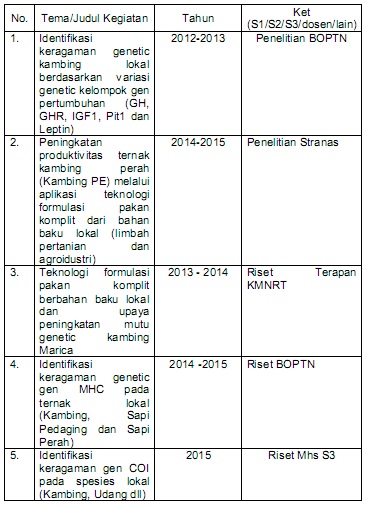 No. Tema/Judul Kegiatan Tahun Ket
(S1/S2/S3/dosen/lain)
1. Identifikasi 2012-2013 Penelitian BOPTN
keragaman genetic
kambing lokal
berdasarkan variasi
genetic kelompok gen
pertumbuhan (GH,
GHR, IGF1, Pit1 dan
Leptin)
2. Peningkatan 2014-2015 Penelitian Stranas
produktivitas ternak
kambing perah
(Kambing PE) melalui
aplikasi teknologi
formulasi pakan
komplit dari bahan
baku lokal (limbah
pertanian dan
agroidustri)
3. Teknologi formulasi 2013 - 2014 Riset Terapan
pakan komplit KMNRT
berbahan baku lokal
dan upaya
peningkatan mutu
genetic kambing
Marica
4. Identifikasi 2014 -2015 Riset BOPTN
keragaman genetic
gen MHC pada
ternak lokal
(Kambing, Sapi
Pedaging dan Sapi
Perah)
5. Identifikasi 2015 Riset Mhs S3
keragaman gen COI
pada spesies lokal
(Kambing, Udang dll)